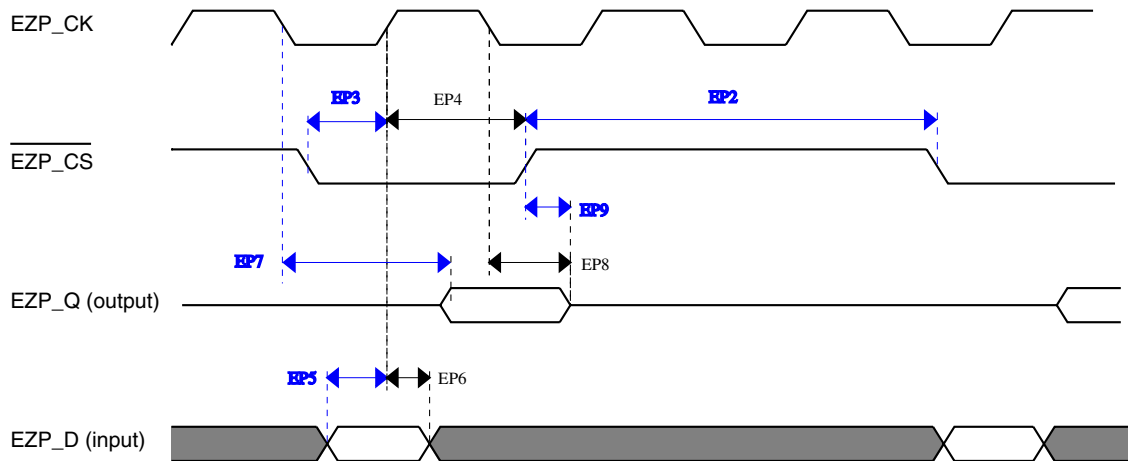 EZP_CK
EP3
EP4
EP2
EZP_CS
EP9
EP7
EP8
EZP_Q (output)
EP5
EP6
EZP_D (input)